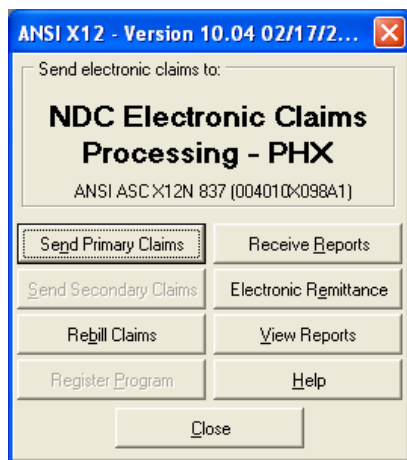 ANSI X12 - Version 10.04 02/17/2...
Send electronic claims to:
NDC Electronic Claims
Processing - PHX
ANSI ASC X12N 837 (004010X098A1)
Send Primary Claims
Receive Reports
Send Secondary Claims
Electronic Remittance
Rebill Claims
View Reports
Register Program
Help
Close